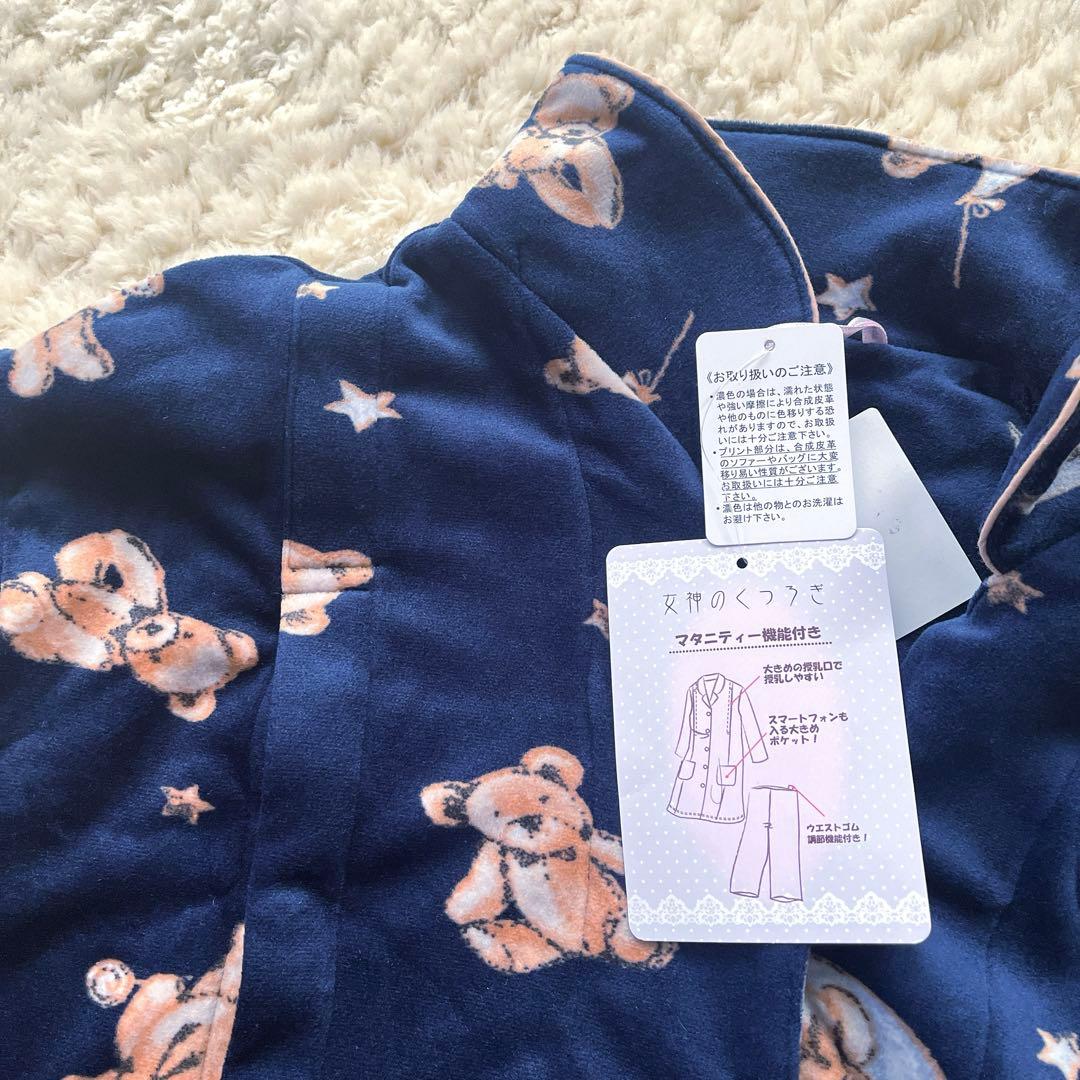 《お取り扱いのご注意》
・濃色の場合は、濡れた状態
や強い摩擦により合成皮革
や他のものに色移りする恐
れがありますので、お取扱
いには十分ご注意下さい。
・プリント部分は、合成皮革
のソファーやバッグに大変
移り易い性質がございます。
お取扱いには十分ご注意
下さい。
・濃色は他の物とのお洗濯は
お避け下さい。
女神のくつろぎ
マタニティー機能付き
大きめの授乳口で
授乳しやすい
スマートフォンも
入る大きめ
ポケット！
ウエストゴム
調節機能付き！